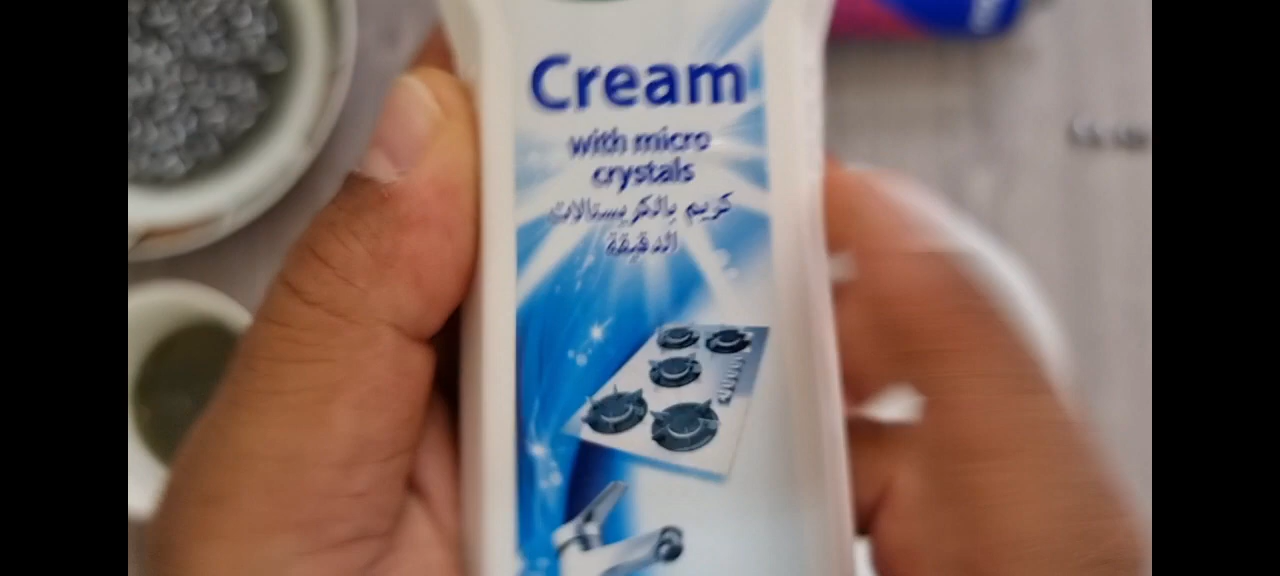 Cream
with micro
crystals
كريم بالكريستالات
الدقيقة